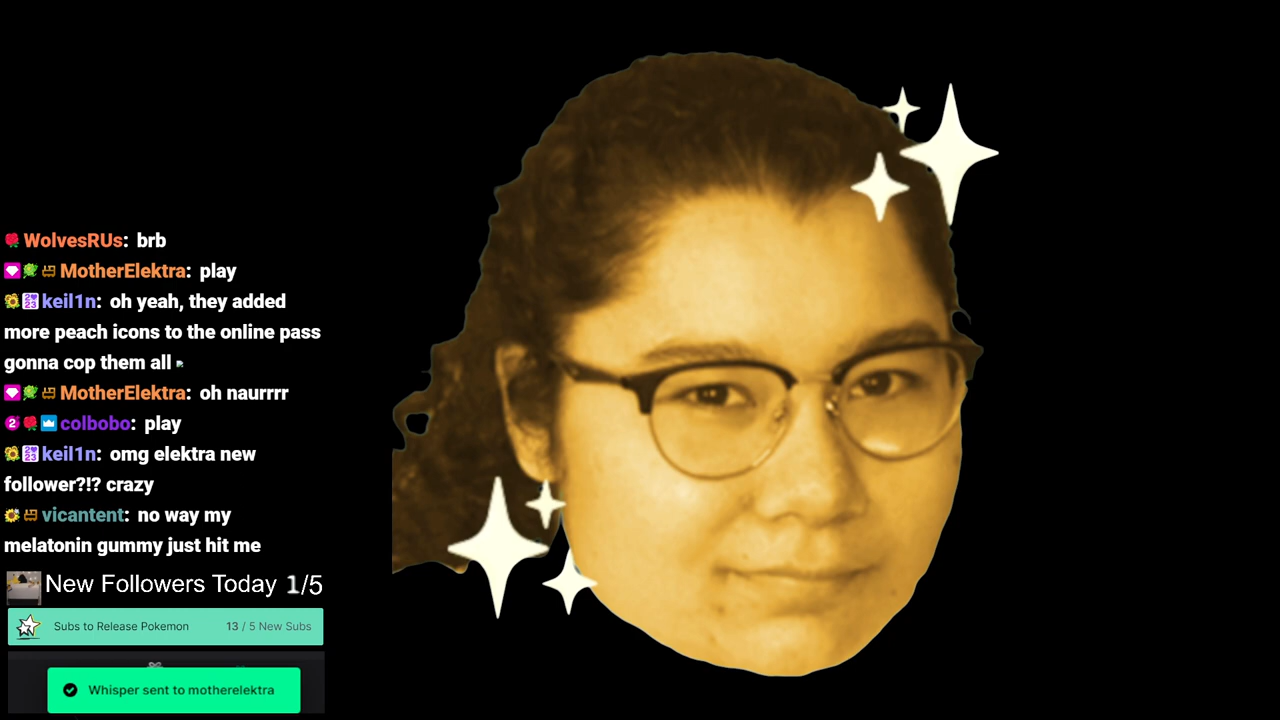 WolvesRUs: brb
MotherElektra: play
keil1n: oh yeah, they added
more peach icons to the online pass
gonna cop them all
MotherElektra: oh naurrrr
2 colbobo: play
keil1n: omg elektra new
follower?!? crazy
vicantent: no way my
melatonin gummy just hit me
New Followers Today 1/5
Subs to Release Pokemon 13 / 5 New Subs
Whisper sent to motherelektra